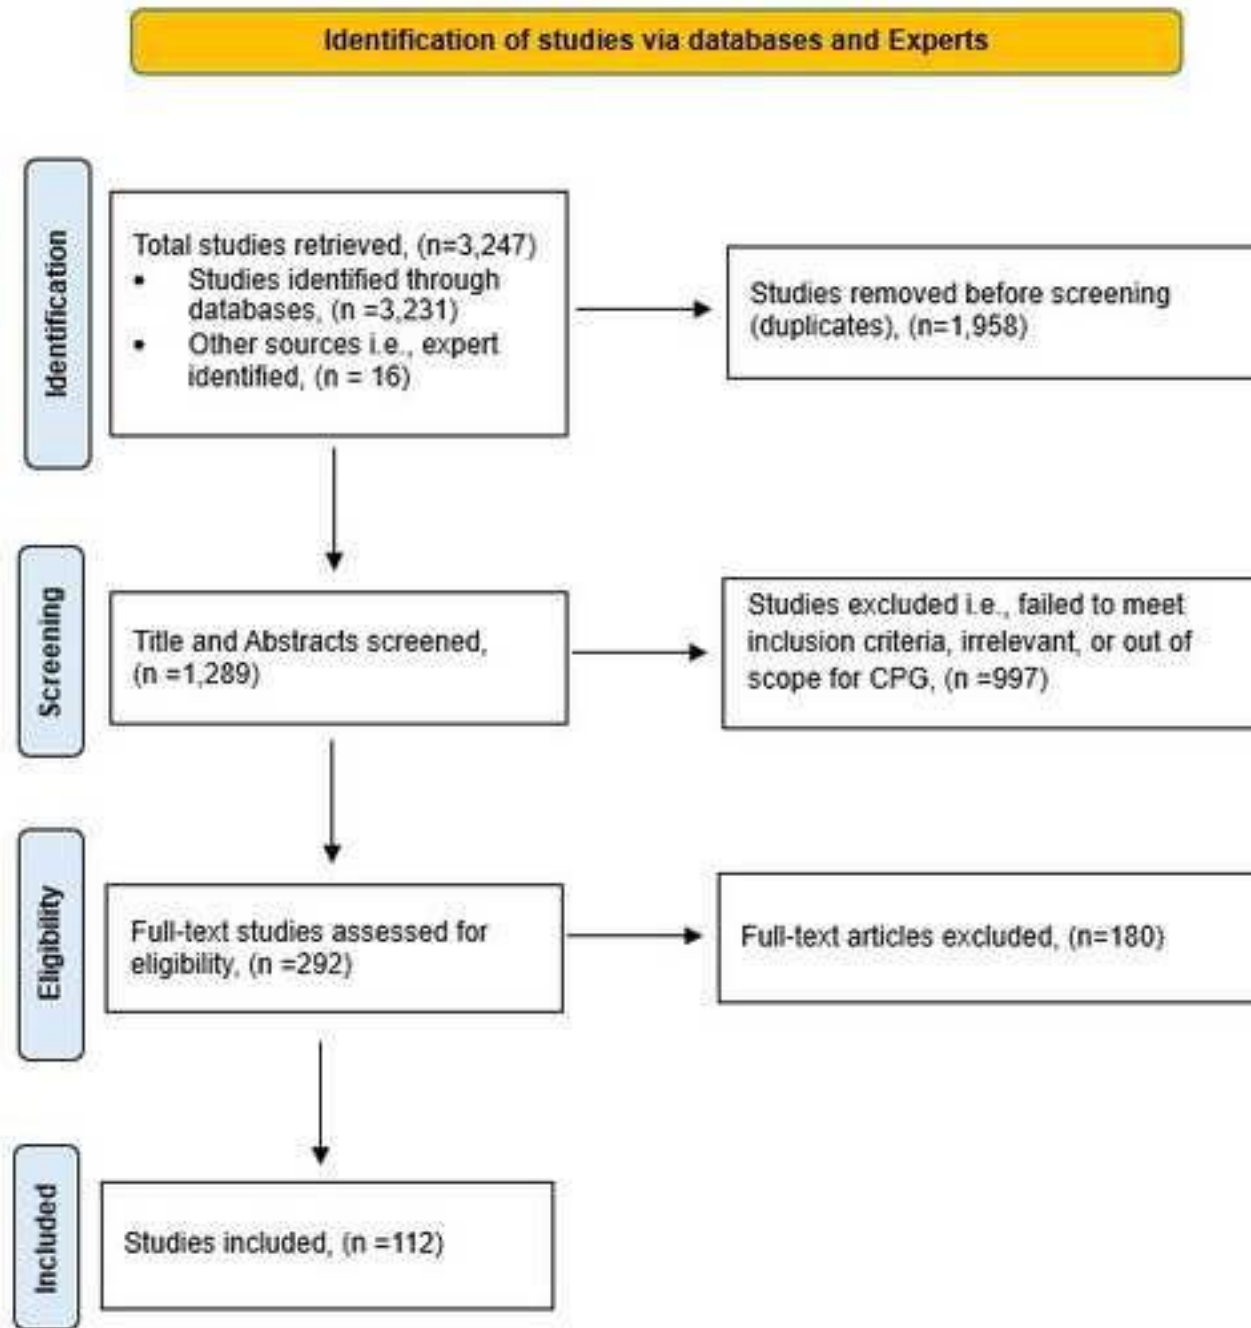 Identification of studies via databases and Experts
Identification
Total studies retrieved, (n=3,247)
• Studies identified through
databases, (n =3,231)
• Other sources i.e., expert
identified, (n = 16)
Studies removed before screening
(duplicates), (n=1,958)
Screening
Title and Abstracts screened,
(n =1,289)
Studies excluded i.e., failed to meet
inclusion criteria, irrelevant, or out of
scope for CPG, (n =997)
Eligibility
Full-text studies assessed for
eligibility, (n =292)
Full-text articles excluded, (n=180)
Included
Studies included, (n =112)